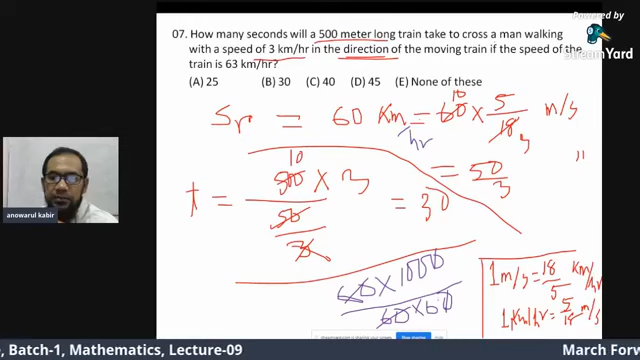 Powered by
StreamYard
07. How many seconds will a 500 meter long train take to cross a man walking
with a speed of 3 km/hr in the direction of the moving train if the speed of the
train is 63 km/hr?
(A) 25 (B) 30 (C) 40 (D) 45 (E) None of these
Sr = 60 Km/hr = 60 × 5/18 m/s
10
3
= 50/3 "
t = 500 × 3 / 50 = 30
10
60 × 1000
60 × 60
1 m/s = 18/5 Km/hr
1 Km/hr = 5/18 m/s
anowarul kabir
, Batch-1, Mathematics, Lecture-09
March Forw